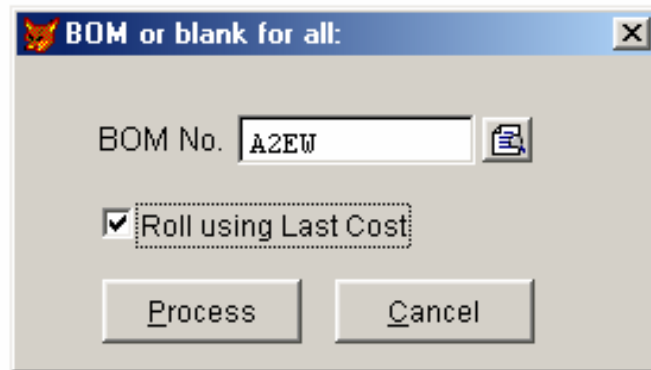 BOM or blank for all:
BOM No. A2EW
Roll using Last Cost
Process Cancel